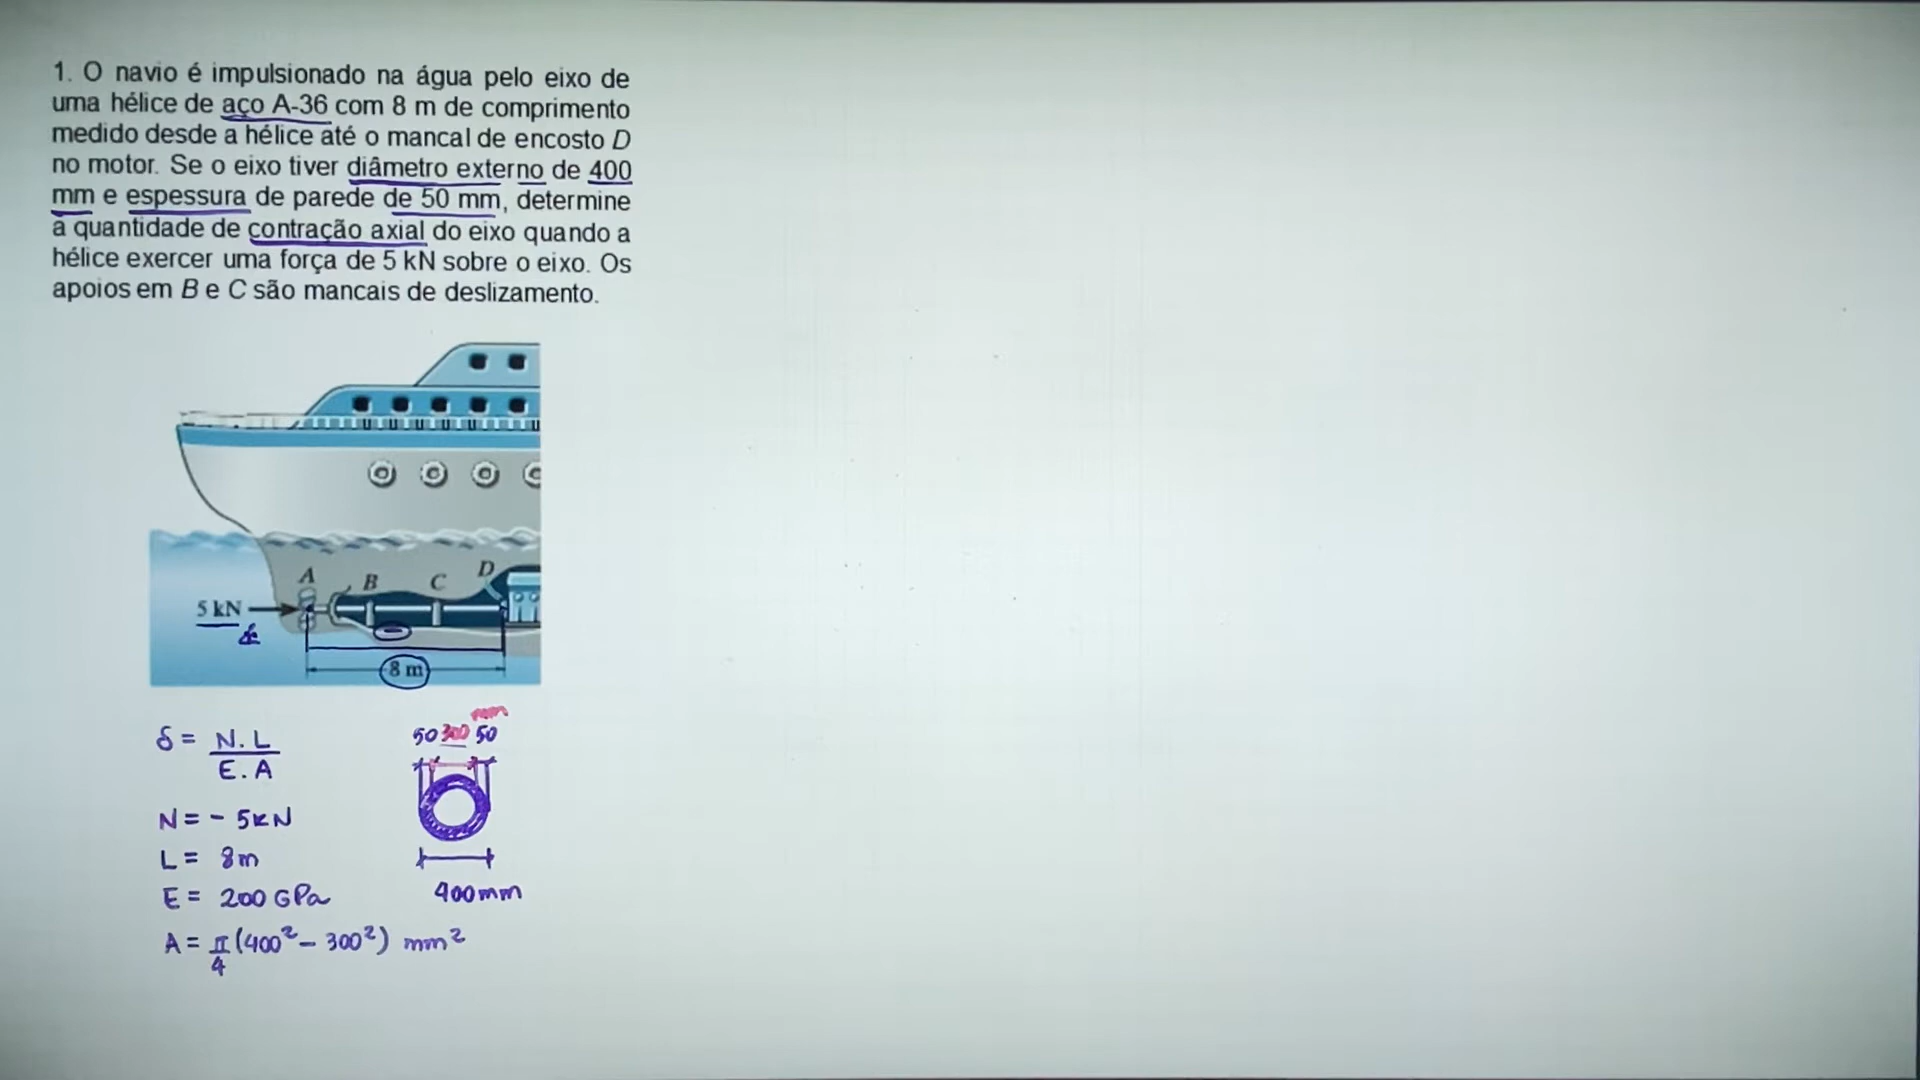 1. O navio é impulsionado na água pelo eixo de
uma hélice de aço A-36 com 8 m de comprimento
medido desde a hélice até o mancal de encosto D
no motor. Se o eixo tiver diâmetro externo de 400
mm e espessura de parede de 50 mm, determine
a quantidade de contração axial do eixo quando a
hélice exercer uma força de 5 kN sobre o eixo. Os
apoios em B e C são mancais de deslizamento.
A B C D
5 kN
8 m
δ = N.L / E.A
mm
50 300 50
N = - 5kN
L = 8m
E = 200 GPa
400mm
A = π/4 (400² - 300²) mm²